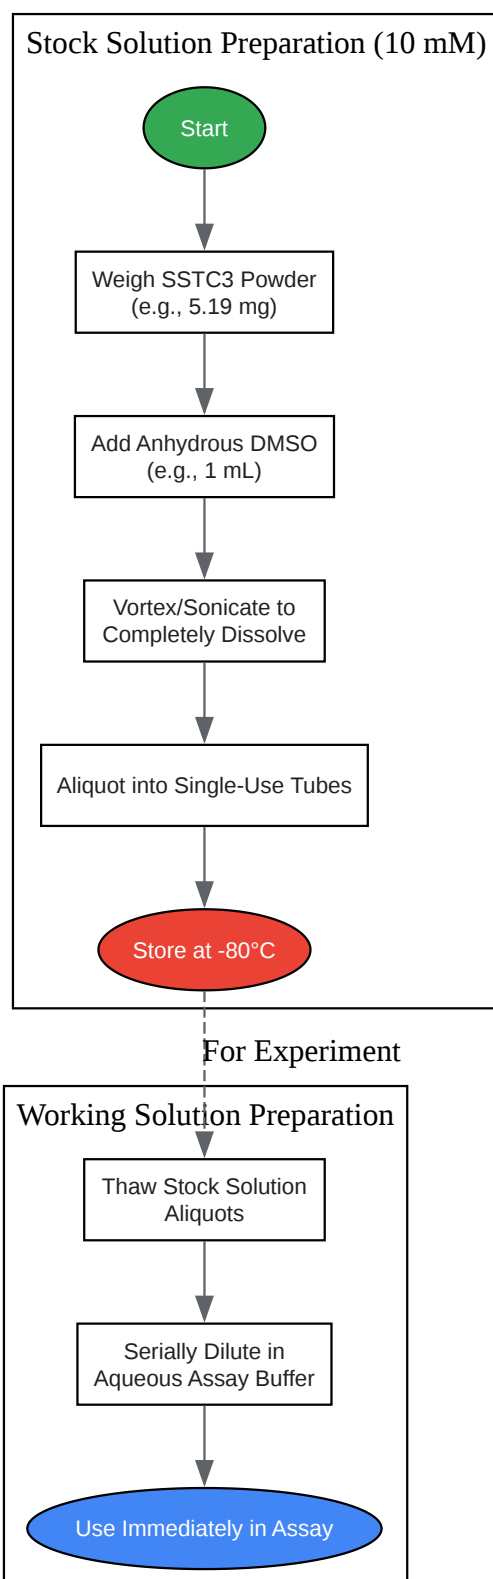 Stock Solution Preparation (10 mM)
Start
Weigh SSTC3 Powder
(e.g., 5.19 mg)
Add Anhydrous DMSO
(e.g., 1 mL)
Vortex/Sonicate to
Completely Dissolve
Aliquot into Single-Use Tubes
Store at -80°C
For Experiment
Working Solution Preparation
Thaw Stock Solution
Aliquots
Serially Dilute in
Aqueous Assay Buffer
Use Immediately in Assay